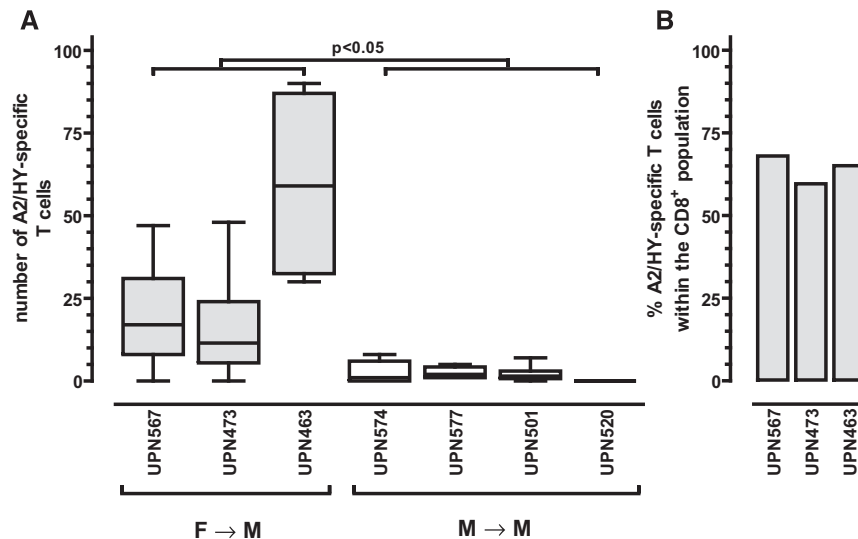 A
number of A2/HY-specific
T cells
100
75
50
25
0
p<0.05
UPN567
UPN473
UPN463
UPN574
UPN577
UPN501
UPN520
F → M
M → M
B
% A2/HY-specific T cells
within the CD8⁺ population
100
75
50
25
0
UPN567
UPN473
UPN463